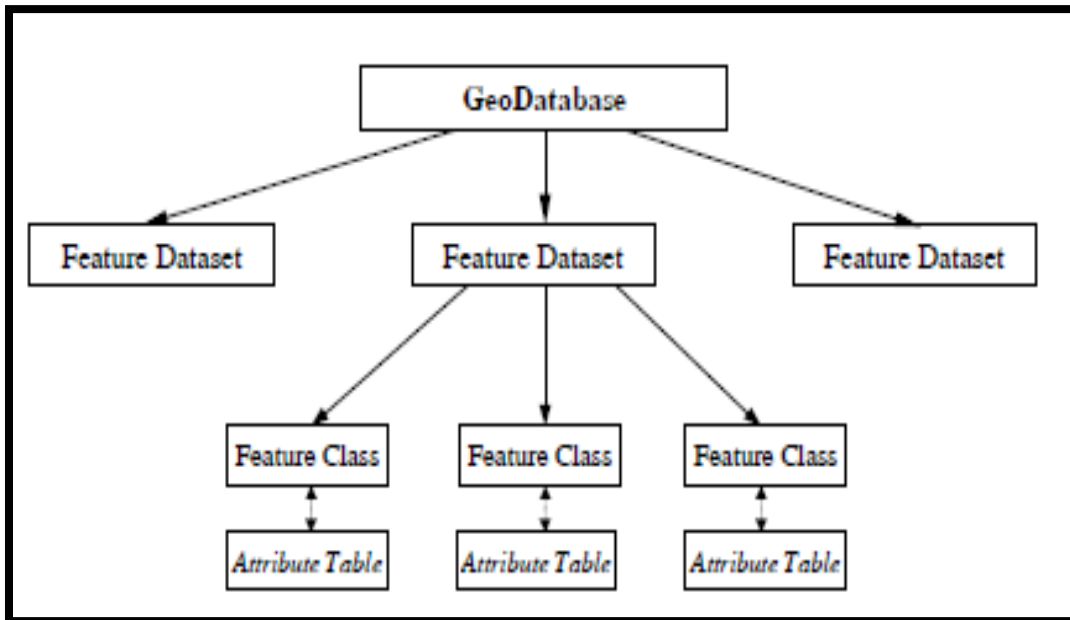 GeoDatabase
Feature Dataset
Feature Dataset
Feature Dataset
Feature Class
Feature Class
Feature Class
Attribute Table
Attribute Table
Attribute Table